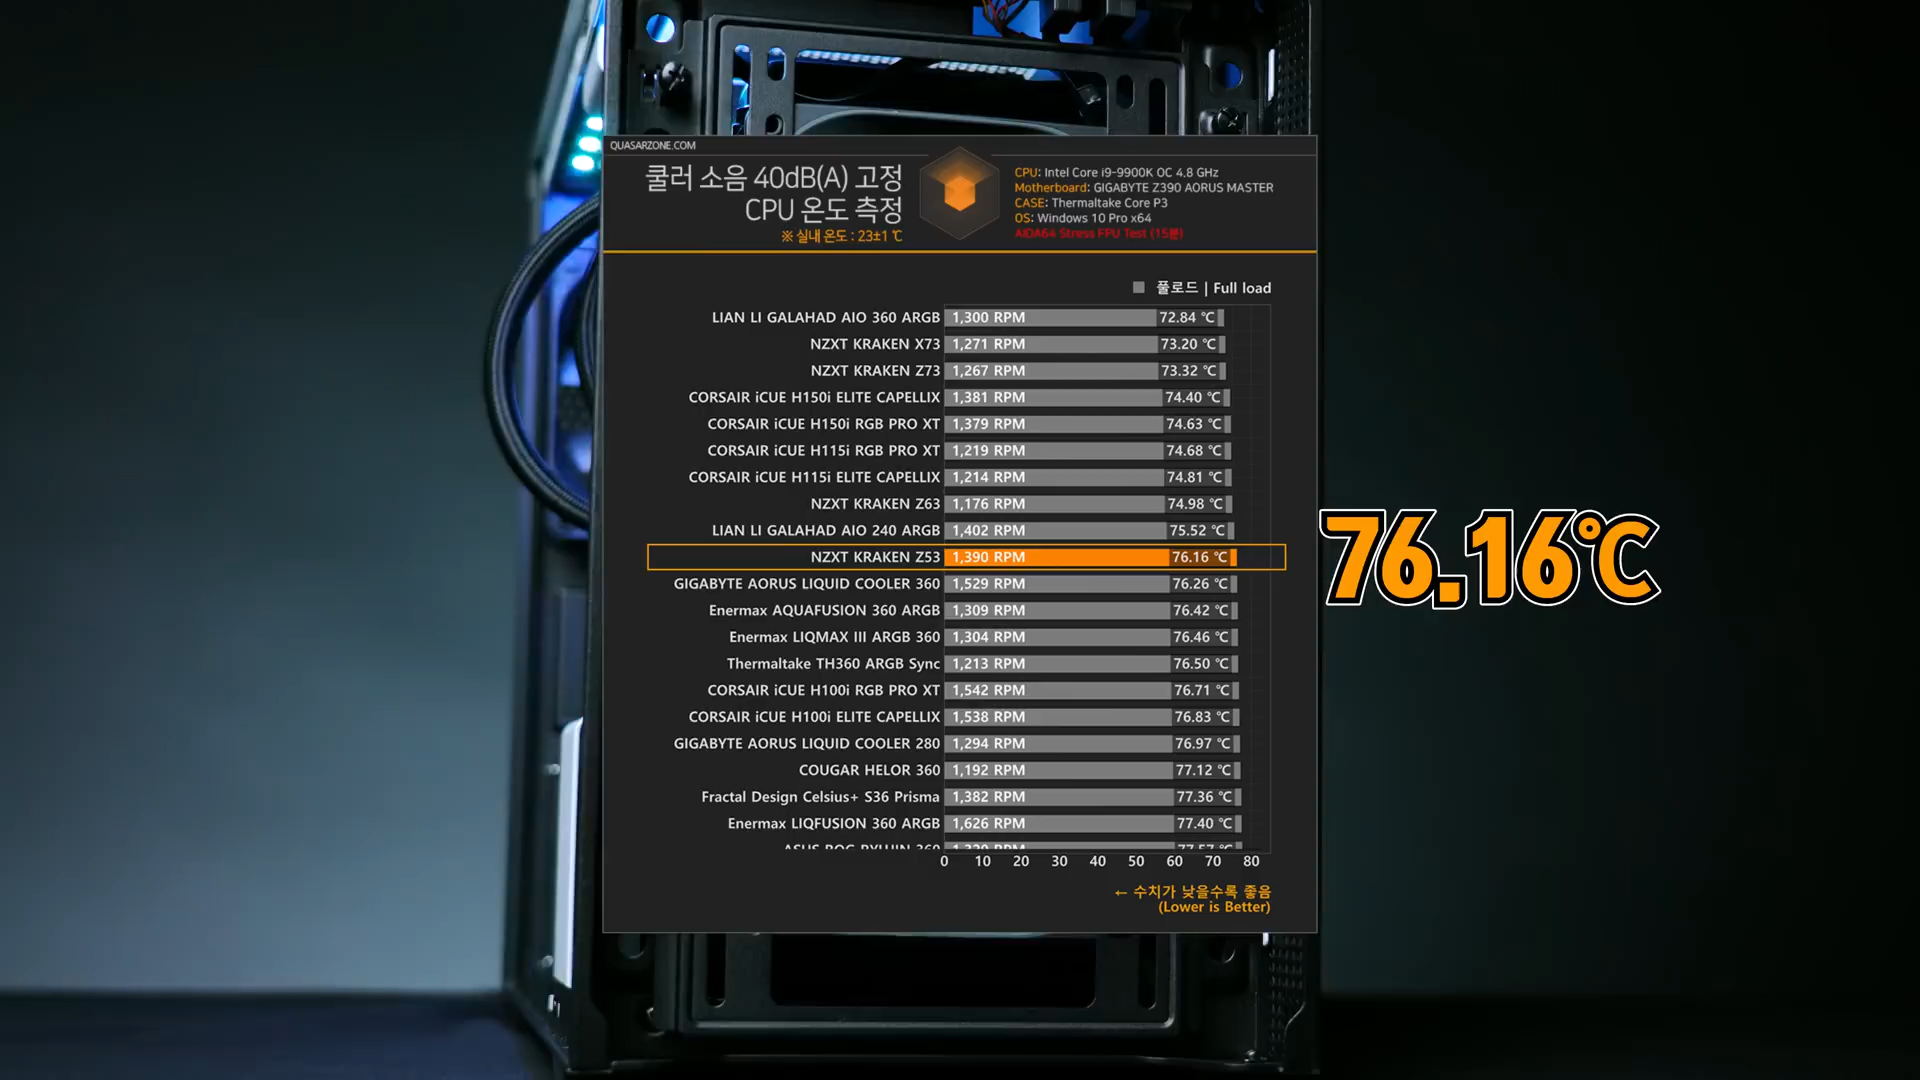 QUASARZONE.COM
쿨러 소음 40dB(A) 고정
CPU 온도 측정
※ 실내 온도 : 23±1 ℃
CPU: Intel Core i9-9900K OC 4.8 GHz
Motherboard: GIGABYTE Z390 AORUS MASTER
CASE: Thermaltake Core P3
OS: Windows 10 Pro x64
AIDA64 Stress FPU Test (15분)
풀로드 | Full load
LIAN LI GALAHAD AIO 360 ARGB 1,300 RPM 72.84 ℃
NZXT KRAKEN X73 1,271 RPM 73.20 ℃
NZXT KRAKEN Z73 1,267 RPM 73.32 ℃
CORSAIR iCUE H150i ELITE CAPELLIX 1,381 RPM 74.40 ℃
CORSAIR iCUE H150i RGB PRO XT 1,379 RPM 74.63 ℃
CORSAIR iCUE H115i RGB PRO XT 1,219 RPM 74.68 ℃
CORSAIR iCUE H115i ELITE CAPELLIX 1,214 RPM 74.81 ℃
NZXT KRAKEN Z63 1,176 RPM 74.98 ℃
LIAN LI GALAHAD AIO 240 ARGB 1,402 RPM 75.52 ℃
NZXT KRAKEN Z53 1,390 RPM 76.16 ℃
76.16℃
GIGABYTE AORUS LIQUID COOLER 360 1,529 RPM 76.26 ℃
Enermax AQUAFUSION 360 ARGB 1,309 RPM 76.42 ℃
Enermax LIQMAX III ARGB 360 1,304 RPM 76.46 ℃
Thermaltake TH360 ARGB Sync 1,213 RPM 76.50 ℃
CORSAIR iCUE H100i RGB PRO XT 1,542 RPM 76.71 ℃
CORSAIR iCUE H100i ELITE CAPELLIX 1,538 RPM 76.83 ℃
GIGABYTE AORUS LIQUID COOLER 280 1,294 RPM 76.97 ℃
COUGAR HELOR 360 1,192 RPM 77.12 ℃
Fractal Design Celsius+ S36 Prisma 1,382 RPM 77.36 ℃
Enermax LIQFUSION 360 ARGB 1,626 RPM 77.40 ℃
ASUS ROG RYUJIN 360
0 10 20 30 40 50 60 70 80
← 수치가 낮을수록 좋음
(Lower is Better)